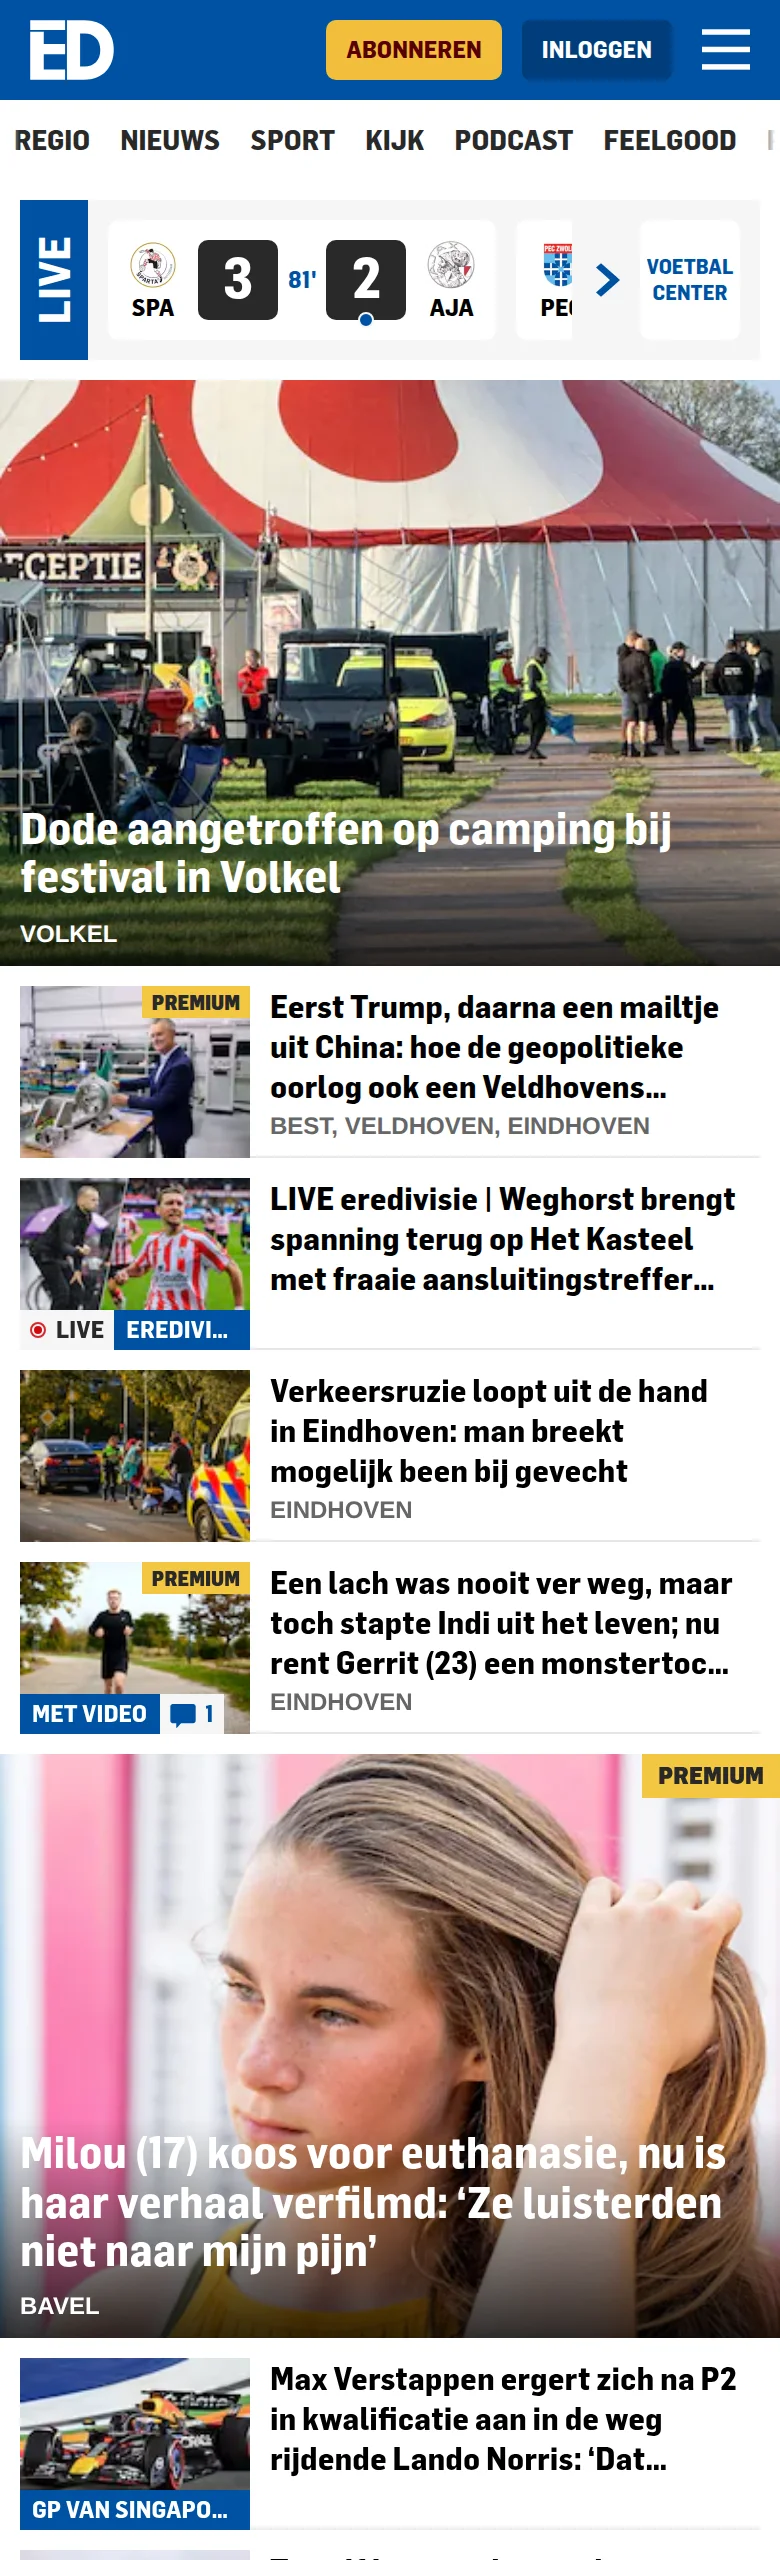 ED
ABONNEREN
INLOGGEN
REGIO NIEUWS SPORT KIJK PODCAST FEELGOOD
LIVE
SPA
3
81'
2
AJA
PEC
VOETBAL
CENTER
Dode aangetroffen op camping bij
festival in Volkel
VOLKEL
PREMIUM
Eerst Trump, daarna een mailtje
uit China: hoe de geopolitieke
oorlog ook een Veldhovens...
BEST, VELDHOVEN, EINDHOVEN
LIVE eredivisie | Weghorst brengt
spanning terug op Het Kasteel
met fraaie aansluitingstreffer...
LIVE
EREDIVI...
Verkeersruzie loopt uit de hand
in Eindhoven: man breekt
mogelijk been bij gevecht
EINDHOVEN
PREMIUM
Een lach was nooit ver weg, maar
toch stapte Indi uit het leven; nu
rent Gerrit (23) een monstertoc...
EINDHOVEN
MET VIDEO
1
PREMIUM
Milou (17) koos voor euthanasie, nu is
haar verhaal verfilmd: ‘Ze luisterden
niet naar mijn pijn’
BAVEL
Max Verstappen ergert zich na P2
in kwalificatie aan in de weg
rijdende Lando Norris: ‘Dat...
GP VAN SINGAPO...